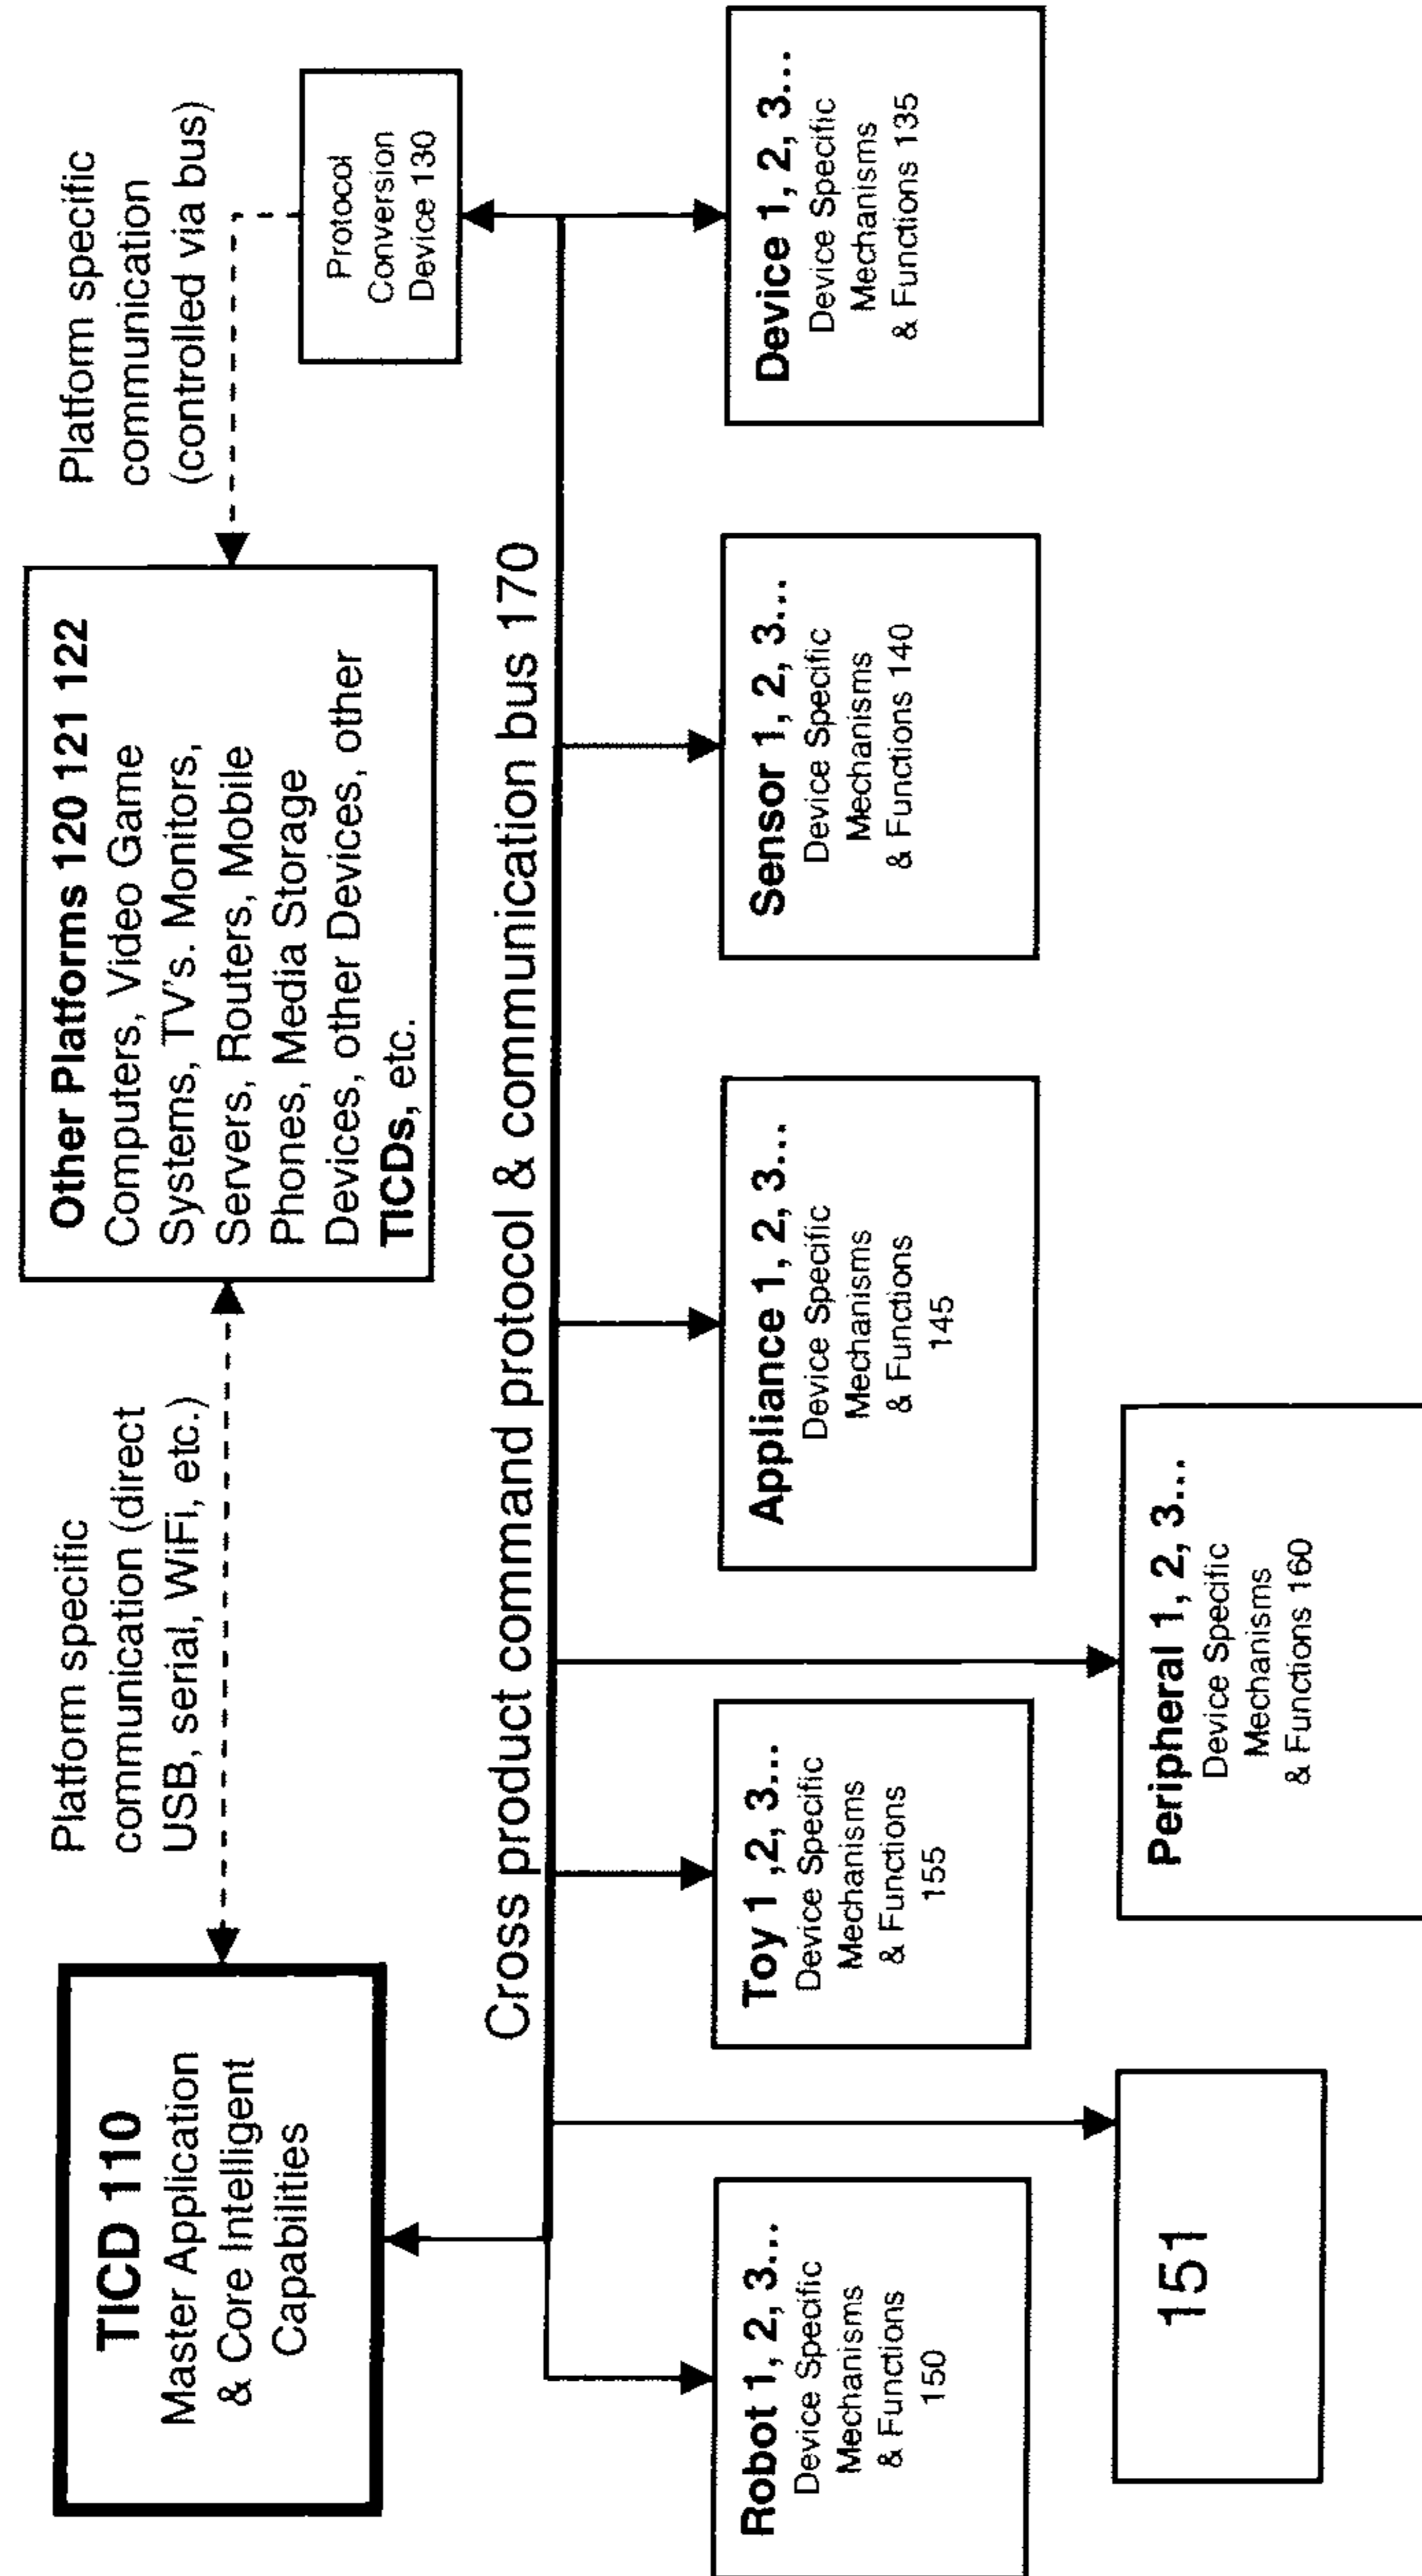 TICD 110
Master Application
& Core Intelligent
Capabilities
Platform specific
communication (direct
USB, serial, WiFi, etc.)
Other Platforms 120 121 122
Computers, Video Game
Systems, TV's. Monitors,
Servers, Routers, Mobile
Phones, Media Storage
Devices, other Devices, other
TICDs, etc.
Platform specific
communication
(controlled via bus)
Protocol
Conversion
Device 130
Cross product command protocol & communication bus 170
Robot 1, 2, 3...
Device Specific
Mechanisms
& Functions
150
Toy 1 ,2, 3...
Device Specific
Mechanisms
& Functions
155
Appliance 1, 2, 3...
Device Specific
Mechanisms
& Functions
145
Sensor 1, 2, 3...
Device Specific
Mechanisms
& Functions 140
Device 1, 2, 3...
Device Specific
Mechanisms
& Functions 135
151
Peripheral 1, 2, 3...
Device Specific
Mechanisms
& Functions 160